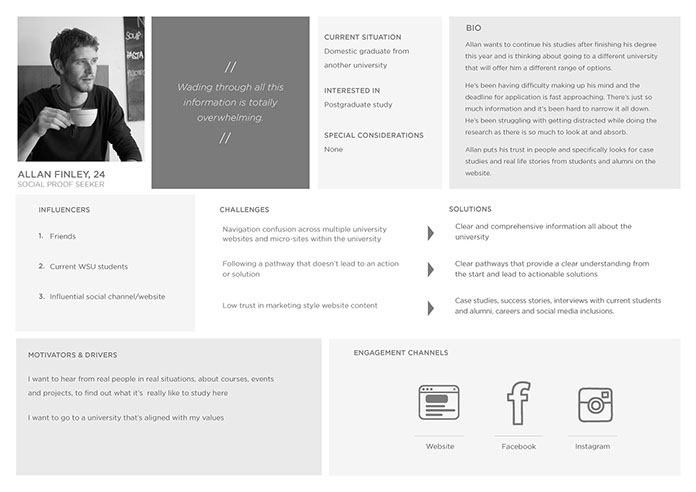 SOUP
PASTA
ALLAN FINLEY, 24
SOCIAL PROOF SEEKER
//
Wading through all this
information is totally
overwhelming.
//
CURRENT SITUATION
Domestic graduate from
another university
INTERESTED IN
Postgraduate study
SPECIAL CONSIDERATIONS
None
BIO
Allan wants to continue his studies after finishing his degree
this year and is thinking about going to a different university
that will offer him a different range of options.
He's been having difficulty making up his mind and the
deadline for application is fast approaching. There's just so
much information and it's been hard to narrow it all down.
He's been struggling with getting distracted while doing the
research as there is so much to look at and absorb.
Allan puts his trust in people and specifically looks for case
studies and real life stories from students and alumni on the
website.
INFLUENCERS
1. Friends
2. Current WSU students
3. Influential social channel/website
CHALLENGES
Navigation confusion across multiple university
websites and micro-sites within the university
Following a pathway that doesn't lead to an action
or solution
Low trust in marketing style website content
SOLUTIONS
Clear and comprehensive information all about the
university
Clear pathways that provide a clear understanding from
the start and lead to actionable solutions
Case studies, success stories, interviews with current students
and alumni, careers and social media inclusions.
MOTIVATORS & DRIVERS
I want to hear from real people in real situations, about courses, events
and projects, to find out what it's really like to study here
I want to go to a university that's aligned with my values
ENGAGEMENT CHANNELS
Website
Facebook
Instagram